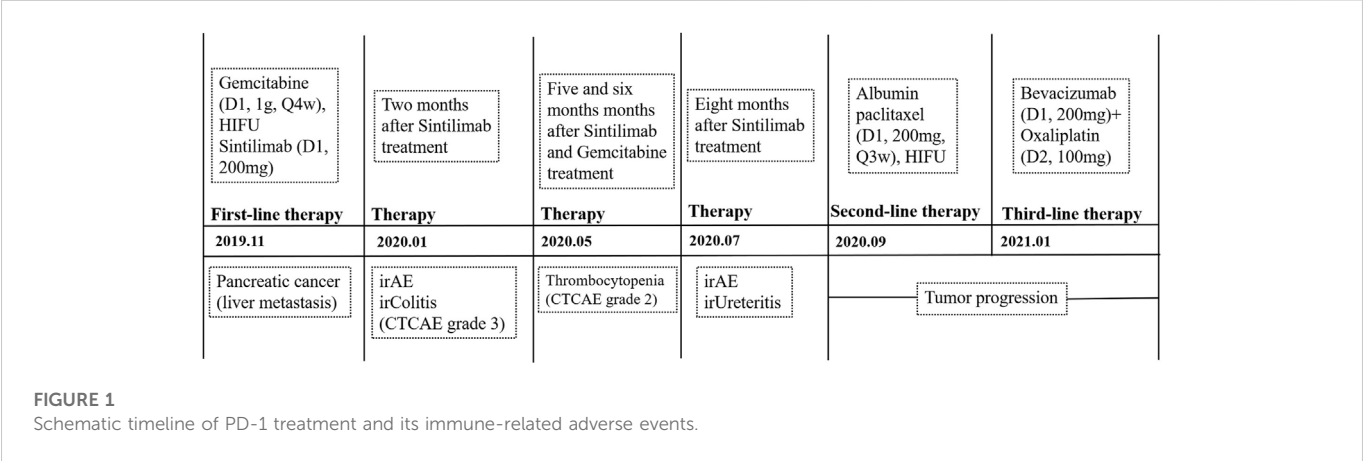 Gemcitabine
(D1, 1g, Q4w),
HIFU
Sintilimab (D1,
200mg)
Two months
after Sintilimab
treatment
Five and six
months months
after Sintilimab
and Gemcitabine
treatment
Eight months
after Sintilimab
treatment
Albumin
paclitaxel
(D1, 200mg,
Q3w), HIFU
Bevacizumab
(D1, 200mg)+
Oxaliplatin
(D2, 100mg)
First-line therapy
Therapy
Therapy
Therapy
Second-line therapy
Third-line therapy
2019.11
2020.01
2020.05
2020.07
2020.09
2021.01
Pancreatic cancer
(liver metastasis)
irAE
irColitis
(CTCAE grade 3)
Thrombocytopenia
(CTCAE grade 2)
irAE
irUreteritis
Tumor progression
FIGURE 1
Schematic timeline of PD-1 treatment and its immune-related adverse events.